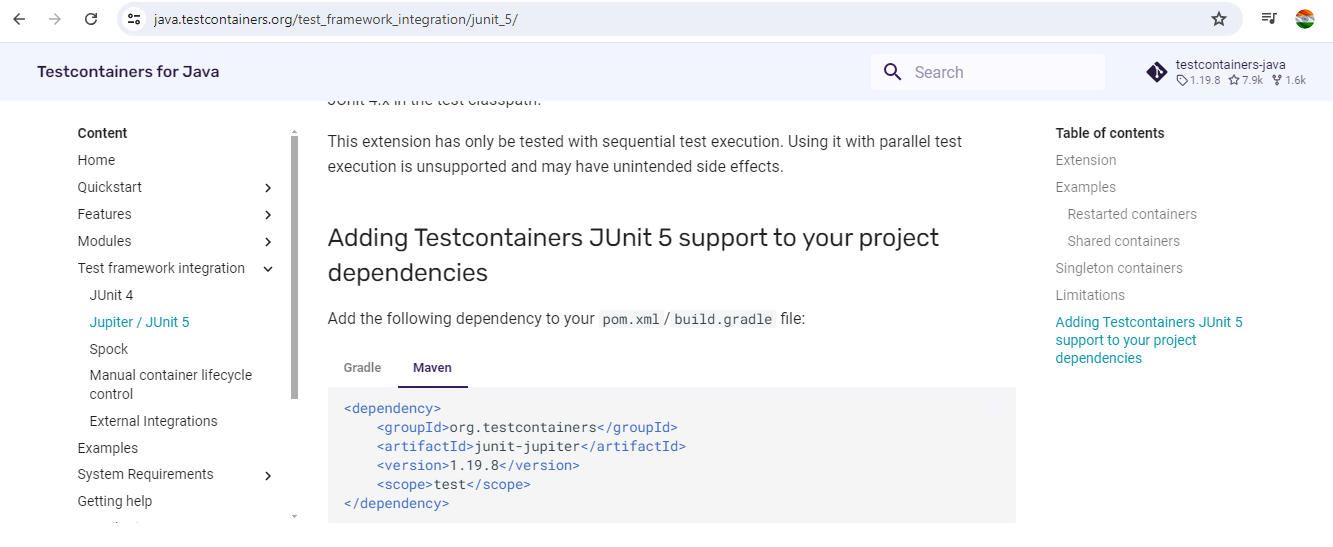 java.testcontainers.org/test_framework_integration/junit_5/
Testcontainers for Java
Search
testcontainers-java
1.19.8 7.9k 1.6k
Content
Home
Quickstart
Features
Modules
Test framework integration
JUnit 4
Jupiter / JUnit 5
Spock
Manual container lifecycle
control
External Integrations
Examples
System Requirements
Getting help
JUnit 4.x in the test classpath.
This extension has only be tested with sequential test execution. Using it with parallel test
execution is unsupported and may have unintended side effects.
Adding Testcontainers JUnit 5 support to your project
dependencies
Add the following dependency to your pom.xml / build.gradle file:
Gradle Maven
<dependency>
    <groupId>org.testcontainers</groupId>
    <artifactId>junit-jupiter</artifactId>
    <version>1.19.8</version>
    <scope>test</scope>
</dependency>
Table of contents
Extension
Examples
Restarted containers
Shared containers
Singleton containers
Limitations
Adding Testcontainers JUnit 5
support to your project
dependencies